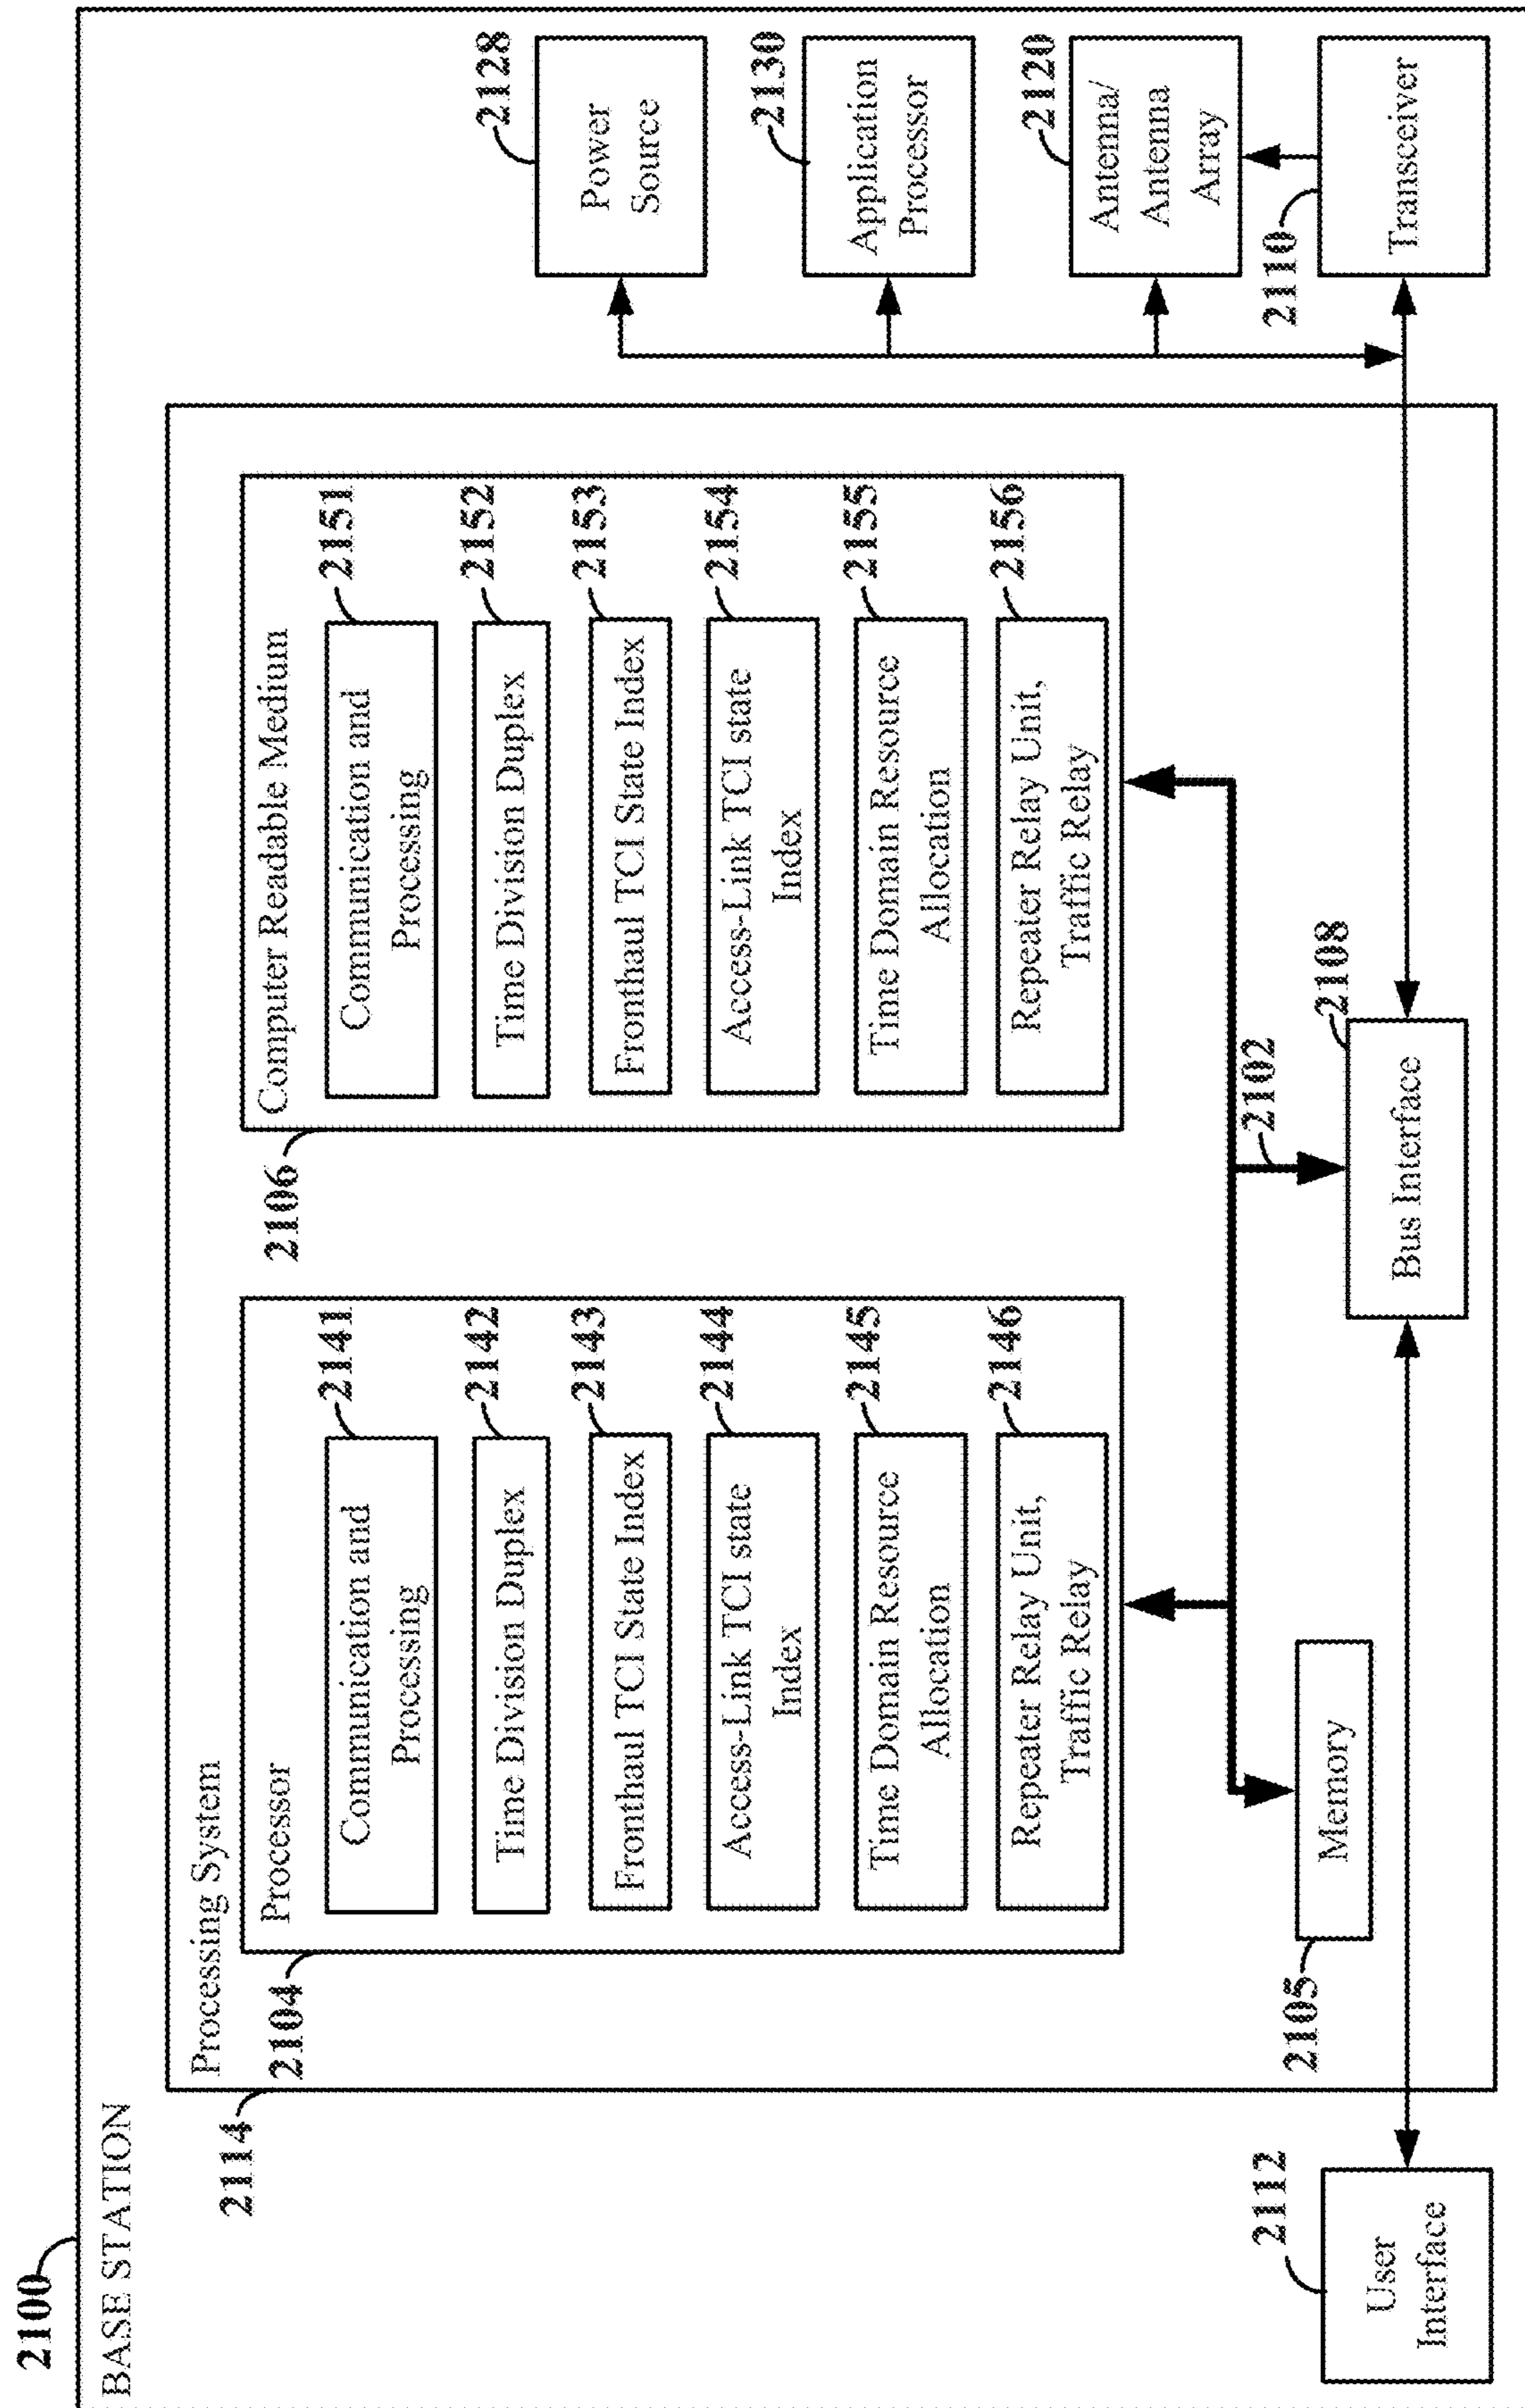 2100
BASE STATION
2114
Processing System
2104
Processor
Communication and
Processing
2141
Time Division Duplex
2142
Fronthaul TCI State Index
2143
Access-Link TCI state
Index
2144
Time Domain Resource
Allocation
2145
Repeater Relay Unit,
Traffic Relay
2146
2106
Computer Readable Medium
Communication and
Processing
2151
Time Division Duplex
2152
Fronthaul TCI State Index
2153
Access-Link TCI state
Index
2154
Time Domain Resource
Allocation
2155
Repeater Relay Unit,
Traffic Relay
2156
2128
Power
Source
2130
Application
Processor
2120
Antenna/
Antenna
Array
2110
Transceiver
2102
2105
Memory
2108
Bus Interface
2112
User
Interface